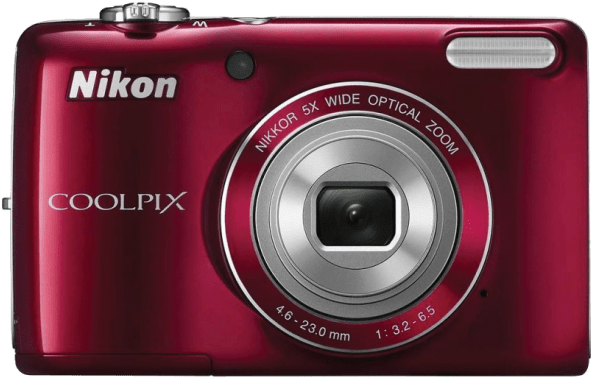 W
T
Nikon
COOLPIX
NIKKOR 5X WIDE OPTICAL ZOOM
4.6-23.0 mm 1:3.2-6.5